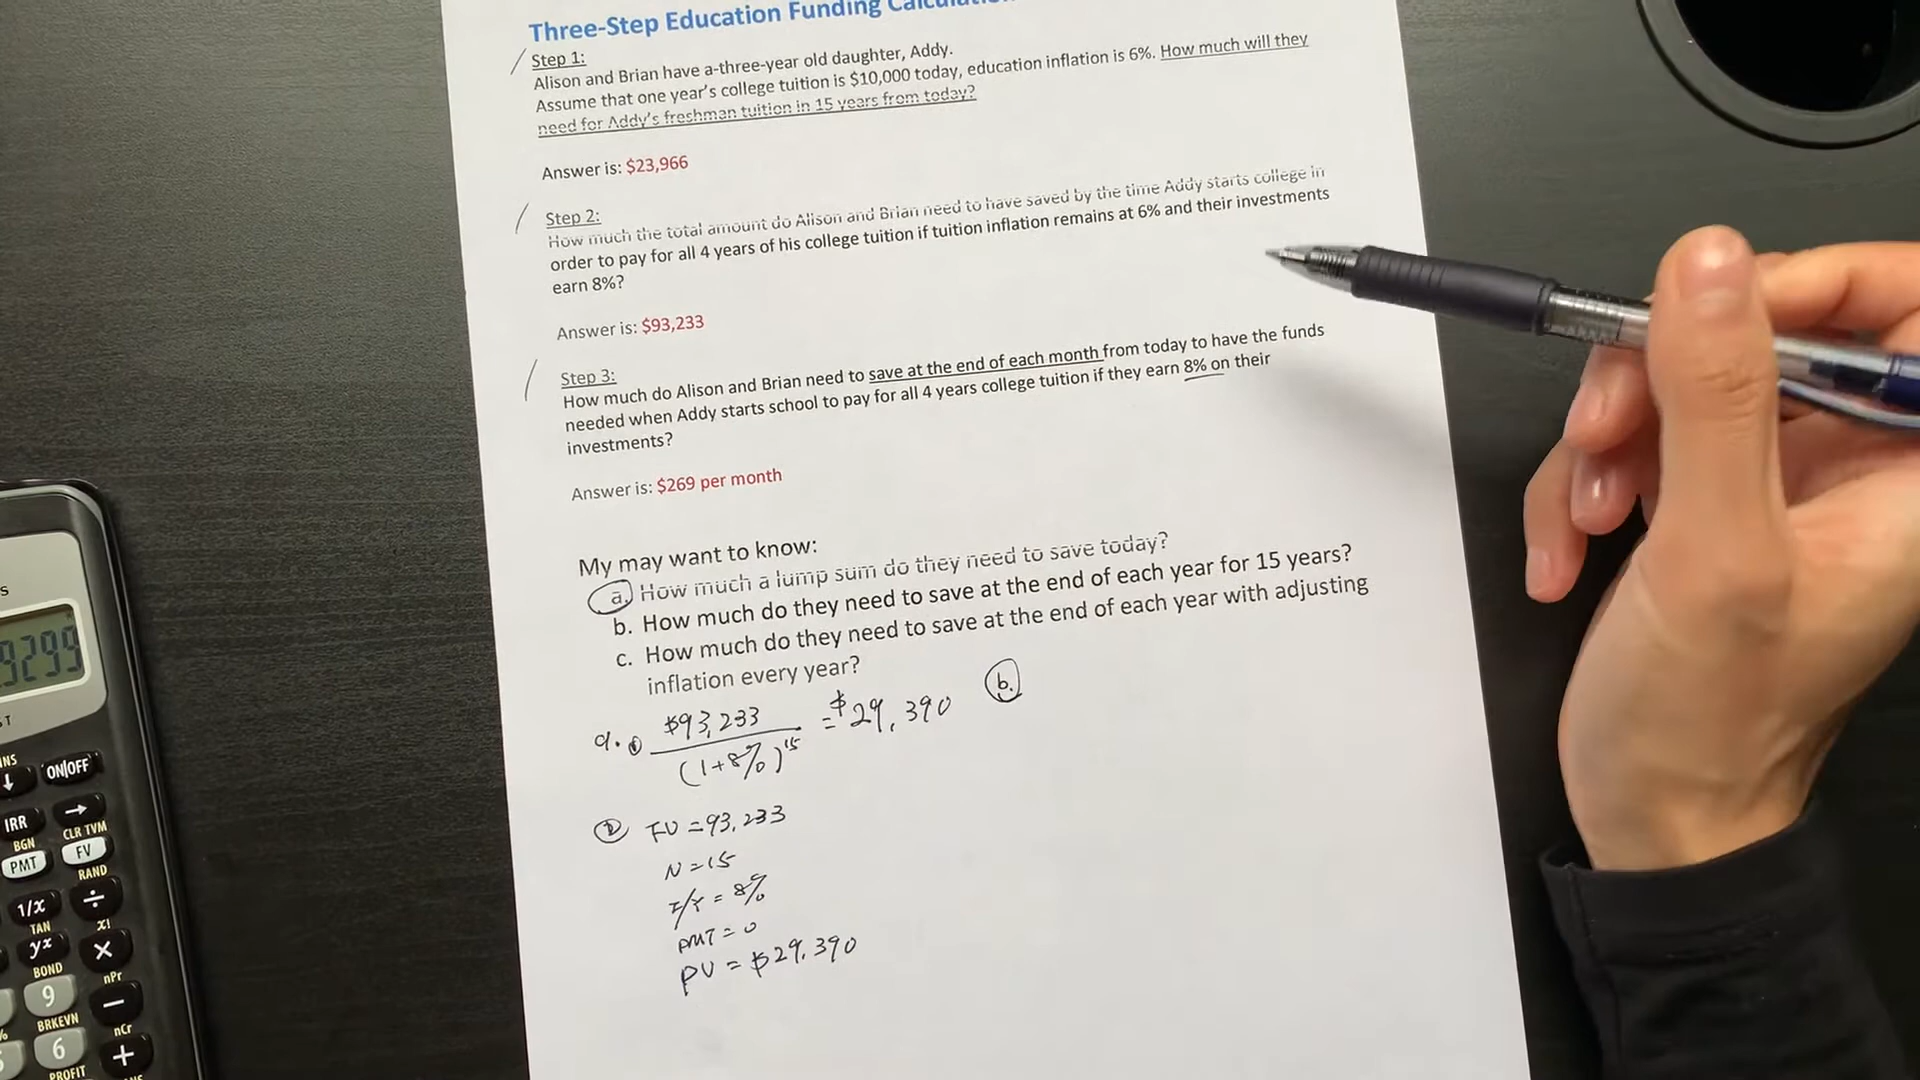 Three-Step Education Funding
Step 1:
Alison and Brian have a-three-year old daughter, Addy.
Assume that one year's college tuition is $10,000 today, education inflation is 6%. How much will they
need for Addy's freshman tuition in 15 years from today?
Answer is: $23,966
Step 2:
How much the total amount do Alison and Brian need to have saved by the time Addy starts college in
order to pay for all 4 years of his college tuition if tuition inflation remains at 6% and their investments
earn 8%?
Answer is: $93,233
Step 3:
How much do Alison and Brian need to save at the end of each month from today to have the funds
needed when Addy starts school to pay for all 4 years college tuition if they earn 8% on their
investments?
Answer is: $269 per month
My may want to know:
a. How much a lump sum do they need to save today?
b. How much do they need to save at the end of each year for 15 years?
c. How much do they need to save at the end of each year with adjusting
inflation every year?
a. ① $93,233 / (1+8%)^15 = $29,390
b.
② FV = 93,233
N = 15
I/Y = 8%
PMT = 0
PV = $29,390
9299
ON/OFF
IRR
→
BGN
CLR TVM
PMT
FV
RAND
1/x
÷
TAN
x!
yˣ
×
BOND
nPr
9
−
BRKEVN
nCr
6
+
PROFIT